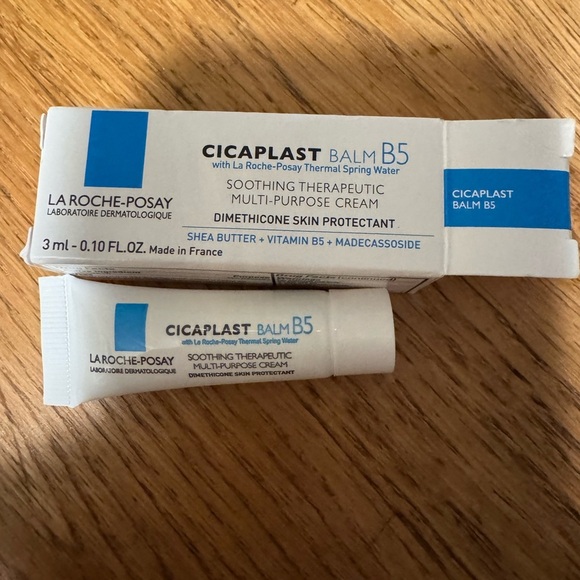 CICAPLAST BALM B5
with La Roche-Posay Thermal Spring Water
SOOTHING THERAPEUTIC
MULTI-PURPOSE CREAM
DIMETHICONE SKIN PROTECTANT
SHEA BUTTER + VITAMIN B5 + MADECASSOSIDE
LA ROCHE-POSAY
LABORATOIRE DERMATOLOGIQUE
3 ml - 0.10 FL.OZ. Made in France
CICAPLAST
BALM B5
CICAPLAST BALM B5
with La Roche-Posay Thermal Spring Water
SOOTHING THERAPEUTIC
MULTI-PURPOSE CREAM
DIMETHICONE SKIN PROTECTANT
LA ROCHE-POSAY
LABORATOIRE DERMATOLOGIQUE